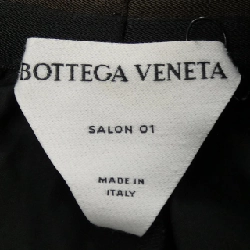 BOTTEGA VENETA
SALON 01
MADE IN
ITALY